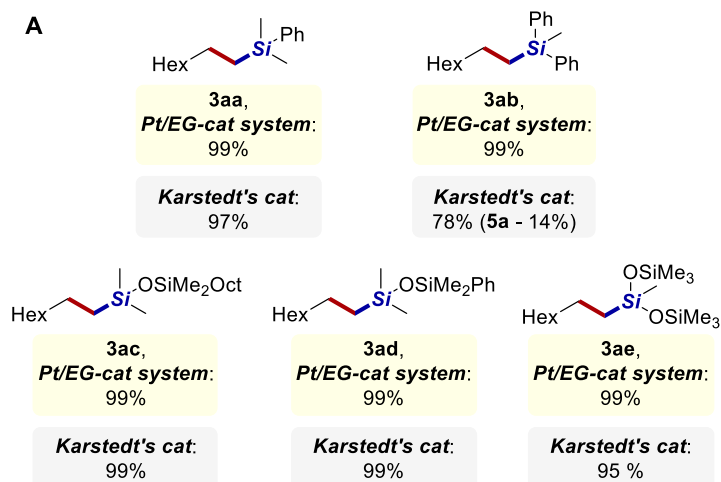 A
Ph
Si
Hex
Ph
Si
Ph
Hex
3aa,
Pt/EG-cat system:
99%
3ab,
Pt/EG-cat system:
99%
Karstedt's cat:
97%
Karstedt's cat:
78% (5a - 14%)
OSiMe₂Oct
Si
Hex
OSiMe₂Ph
Si
Hex
OSiMe₃
Si
OSiMe₃
Hex
3ac,
Pt/EG-cat system:
99%
3ad,
Pt/EG-cat system:
99%
3ae,
Pt/EG-cat system:
99%
Karstedt's cat:
99%
Karstedt's cat:
99%
Karstedt's cat:
95 %